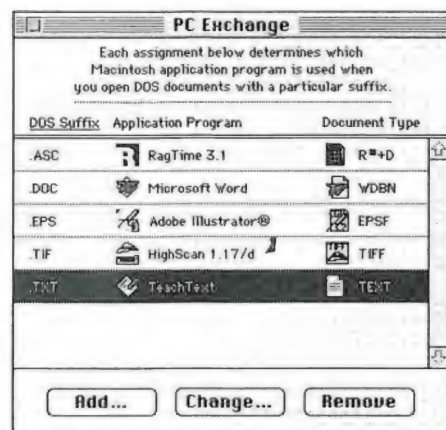 PC Exchange
Each assignment below determines which
Macintosh application program is used when
you open DOS documents with a particular suffix.
DOS Suffix Application Program Document Type
.ASC RagTime 3.1 R#+D
.DOC Microsoft Word WDBN
.EPS Adobe Illustrator® EPSF
.TIF HighScan 1.17/d TIFF
.TXT TeachText TEXT
Add... Change... Remove